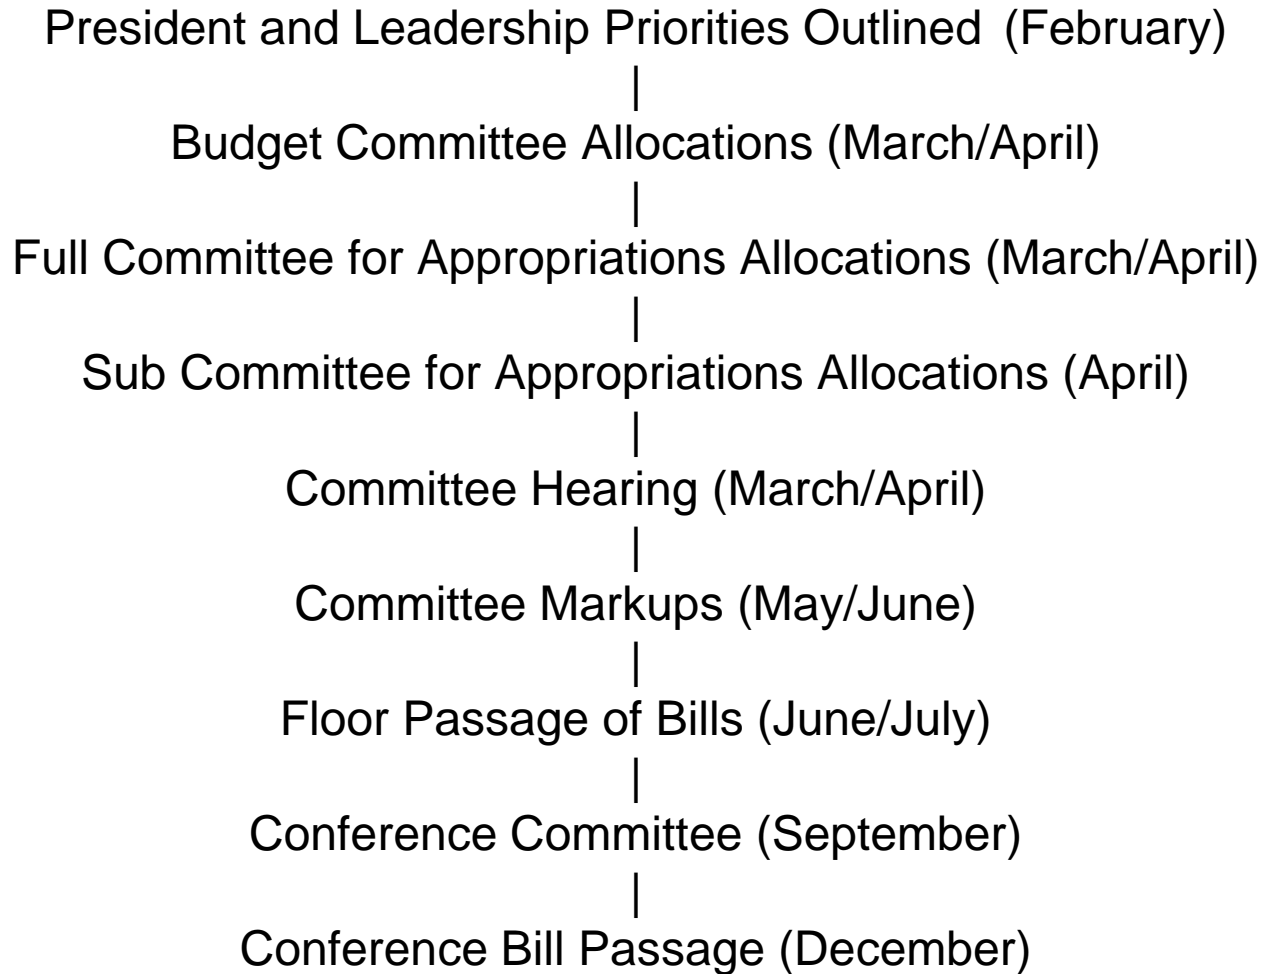 President and Leadership Priorities Outlined (February)
|
Budget Committee Allocations (March/April)
|
Full Committee for Appropriations Allocations (March/April)
|
Sub Committee for Appropriations Allocations (April)
|
Committee Hearing (March/April)
|
Committee Markups (May/June)
|
Floor Passage of Bills (June/July)
|
Conference Committee (September)
|
Conference Bill Passage (December)